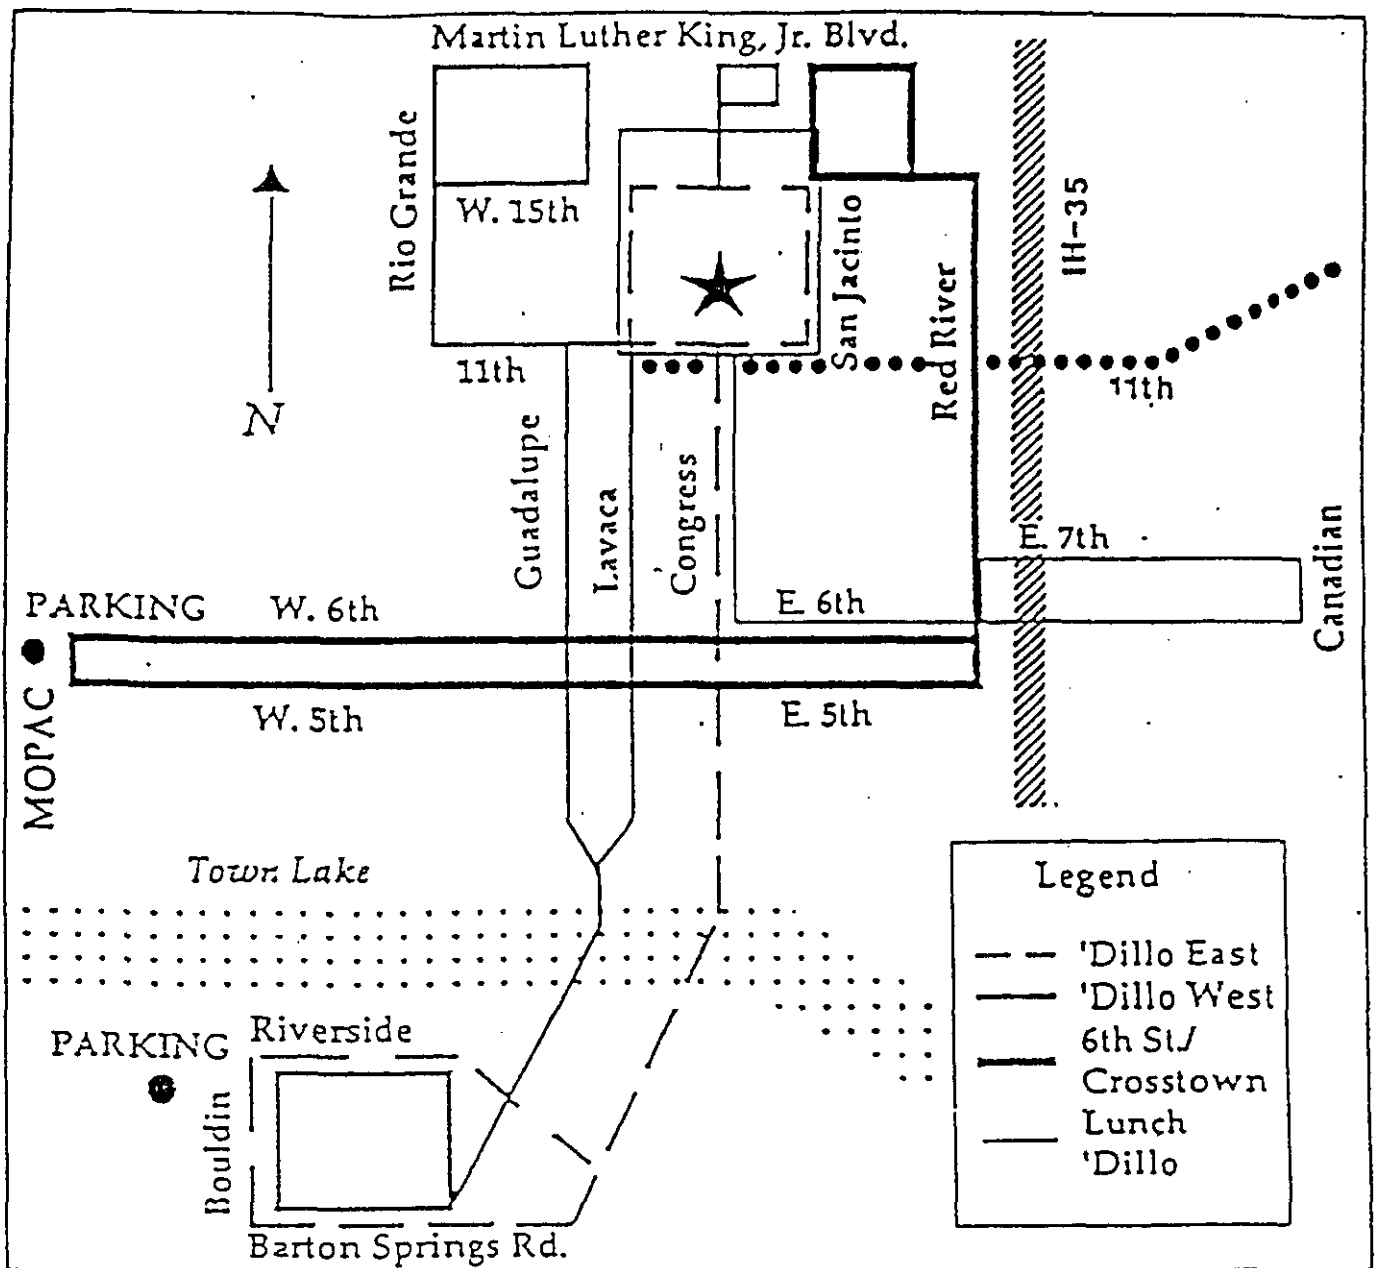 Martin Luther King, Jr. Blvd.
Rio Grande
W. 15th
San Jacinto
IH-35
Red River
11th
11th
N
Guadalupe
Lavaca
Congress
E. 7th
Canadian
PARKING
W. 6th
E. 6th
MOPAC
W. 5th
E. 5th
Town Lake
Legend
'Dillo East
'Dillo West
6th St./
Crosstown
Lunch
'Dillo
PARKING
Riverside
Bouldin
Barton Springs Rd.